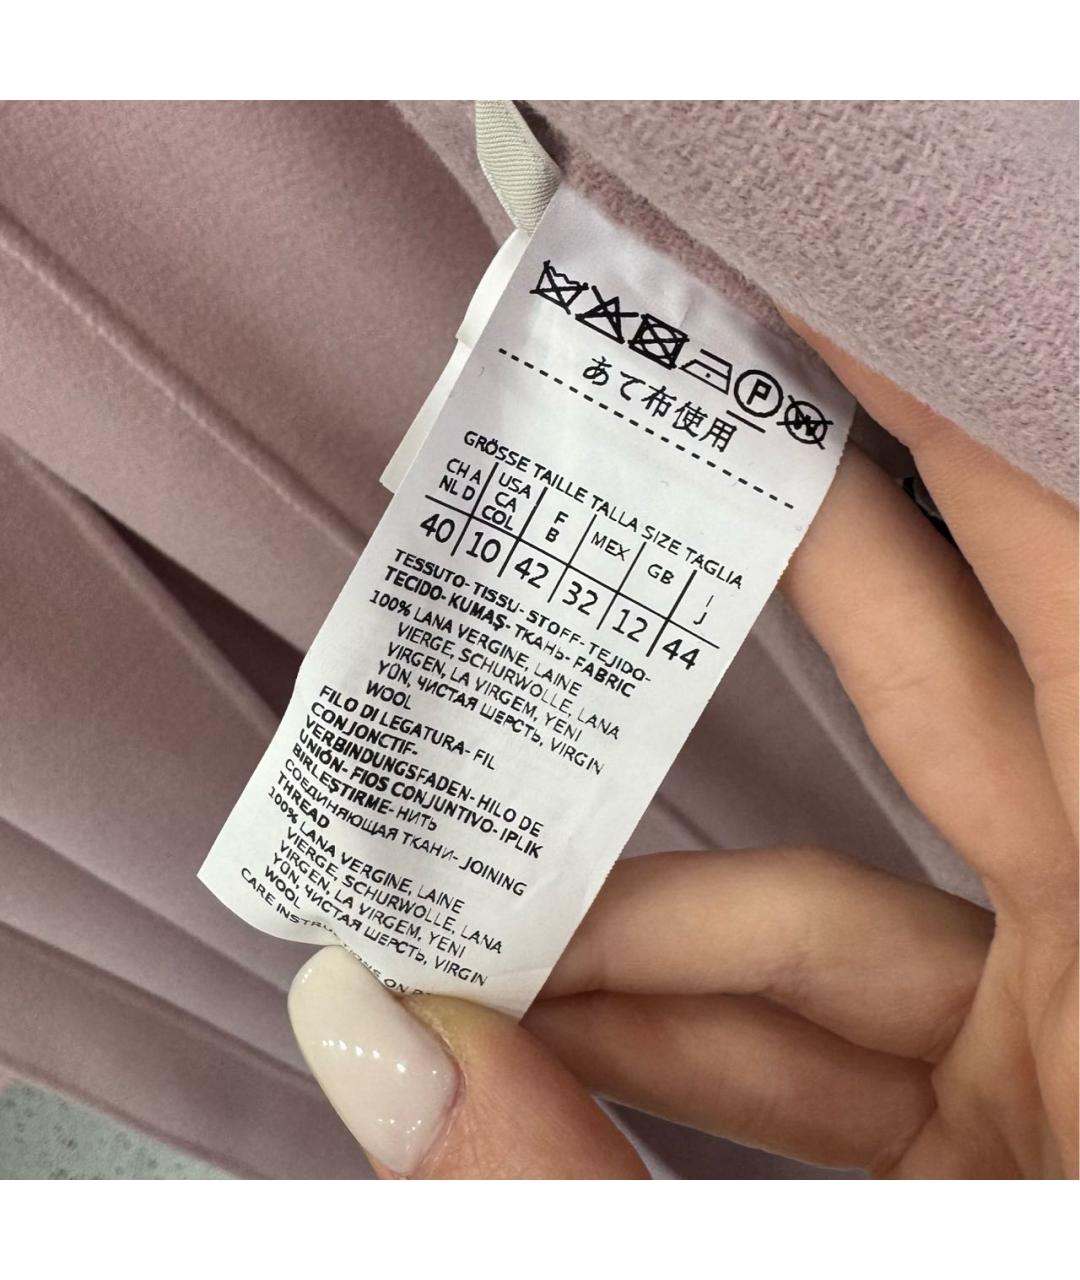 P
W
あて布使用
GRÖSSE TAILLE TALLA SIZE TAGLIA
CH A NL D USA CA COL F B MEX GB I J
40 10 42 32 12 44
TESSUTO- TISSU- STOFF- TEJIDO-
TECIDO- KUMAŞ- ТКАНЬ- FABRIC
100% LANA VERGINE, LAINE
VIERGE, SCHURWOLLE, LANA
VIRGEN, LA VIRGEM, YENI
YÜN, ЧИСТАЯ ШЕРСТЬ, VIRGIN
WOOL
FILO DI LEGATURA- FIL
CONJONCTIF-
VERBINDUNGSFADEN- HILO DE
UNIÓN- FIOS CONJUNTIVO- IPLIK
BIRLEŞTIRME- НИТЬ
СОЕДИНЯЮЩАЯ ТКАНИ- JOINING
THREAD
100% LANA VERGINE, LAINE
VIERGE, SCHURWOLLE, LANA
VIRGEN, LA VIRGEM, YENI
YÜN, ЧИСТАЯ ШЕРСТЬ, VIRGIN
WOOL
CARE ON